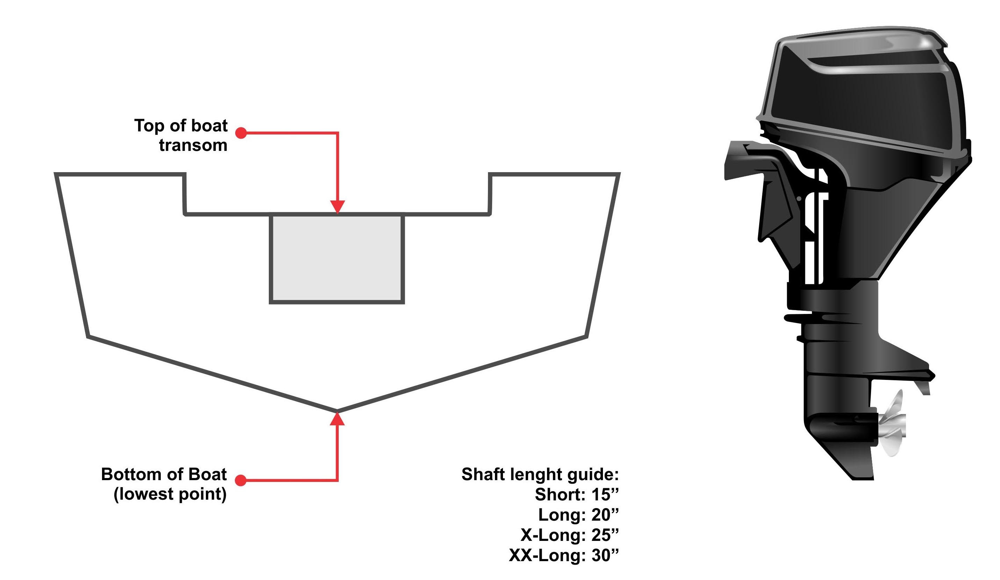 Top of boat
transom
Bottom of Boat
(lowest point)
Shaft lenght guide:
Short: 15”
Long: 20”
X-Long: 25”
XX-Long: 30”